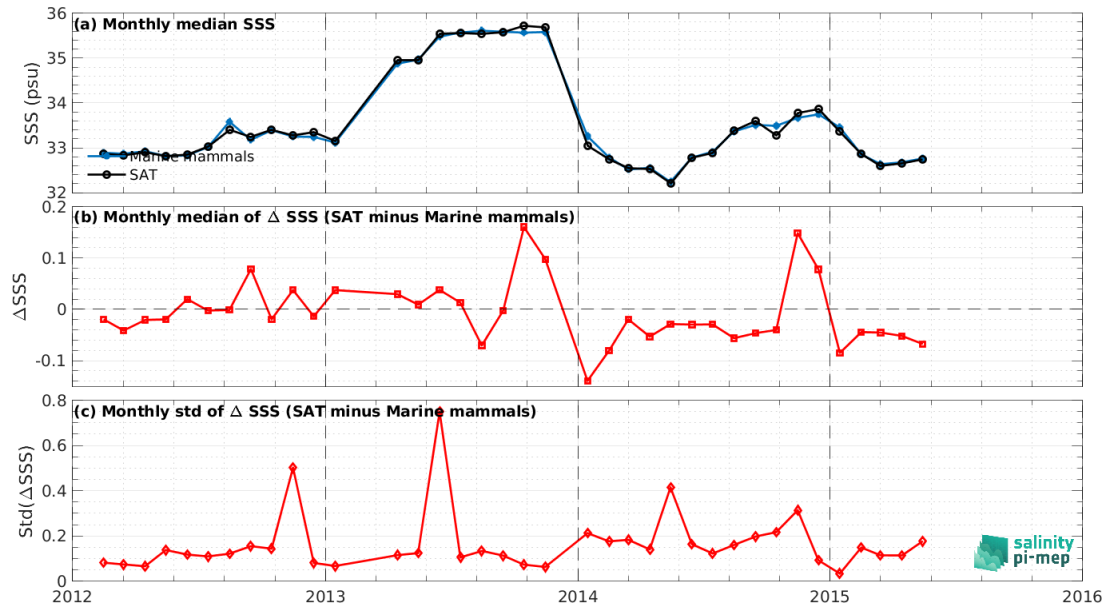 (a) Monthly median SSS
36
35
34
33
32
SSS (psu)
Marine mammals
SAT
(b) Monthly median of Δ SSS (SAT minus Marine mammals)
0.2
0.1
0
-0.1
ΔSSS
(c) Monthly std of Δ SSS (SAT minus Marine mammals)
0.8
0.6
0.4
0.2
0
Std(ΔSSS)
salinity
pi-mep
2012
2013
2014
2015
2016